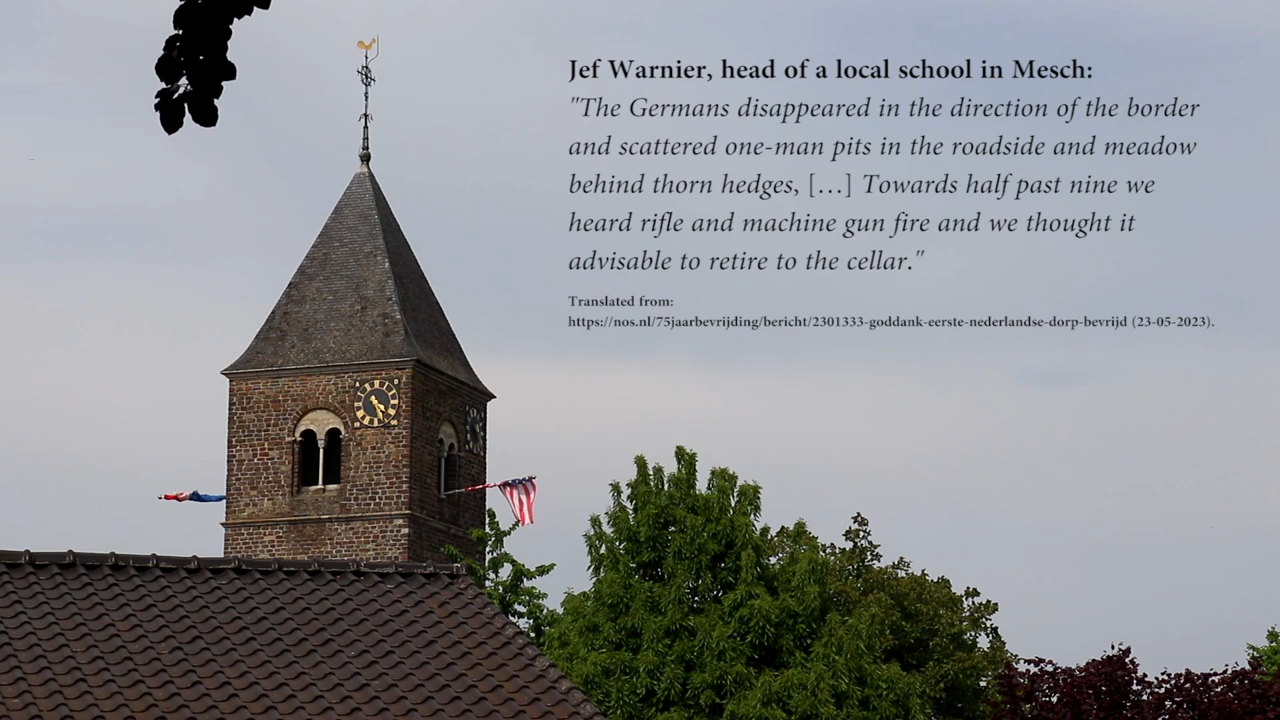 Jef Warnier, head of a local school in Mesch:
"The Germans disappeared in the direction of the border
and scattered one-man pits in the roadside and meadow
behind thorn hedges, […] Towards half past nine we
heard rifle and machine gun fire and we thought it
advisable to retire to the cellar."
Translated from:
https://nos.nl/75jaarbevrijding/bericht/2301333-goddank-eerste-nederlandse-dorp-bevrijd (23-05-2023).